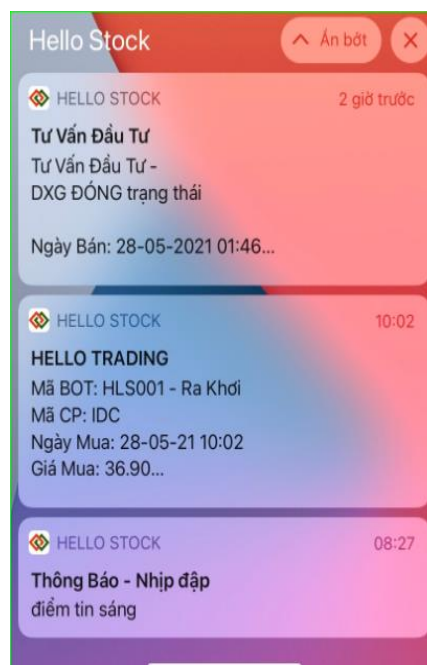 Hello Stock
Ẩn bớt
HELLO STOCK
2 giờ trước
Tư Vấn Đầu Tư
Tư Vấn Đầu Tư -
DXG ĐÓNG trạng thái
Ngày Bán: 28-05-2021 01:46...
HELLO STOCK
10:02
HELLO TRADING
Mã BOT: HLS001 - Ra Khơi
Mã CP: IDC
Ngày Mua: 28-05-21 10:02
Giá Mua: 36.90...
HELLO STOCK
08:27
Thông Báo - Nhịp đập
điểm tin sáng